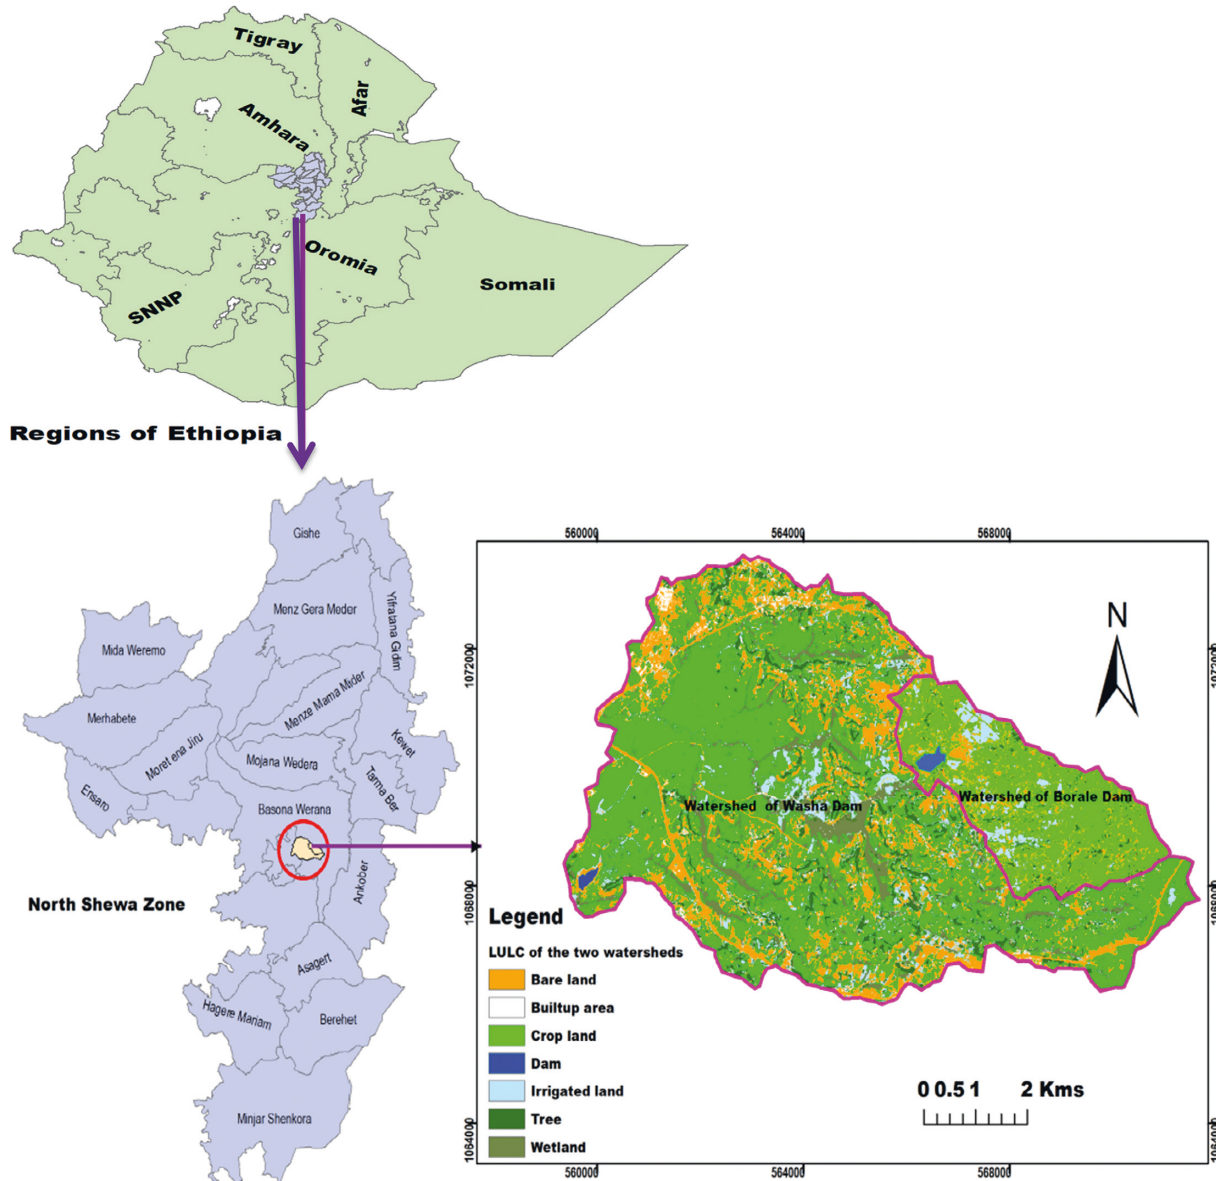 Tigray
Afar
Amhara
Oromia
Somali
SNNP
Regions of Ethiopia
Gishe
Menz Gera Meder
Yifratana Gidim
Mida Weremo
Menze Mama Mider
Merhabete
Moret ena Jiru
Kewet
Mojana Wedera
Tarma Ber
Ensaro
Basona Werana
Ankober
North Shewa Zone
Asagert
Hagere Mariam
Berehet
Minjar Shenkora
560000 564000 568000
N
1072000 1072000
Watershed of Washa Dam
Watershed of Borale Dam
1068000 1068000
Legend
LULC of the two watersheds
Bare land
Builtup area
Crop land
Dam
Irrigated land
Tree
Wetland
0 0.5 1 2 Kms
1064000 1064000
560000 564000 568000